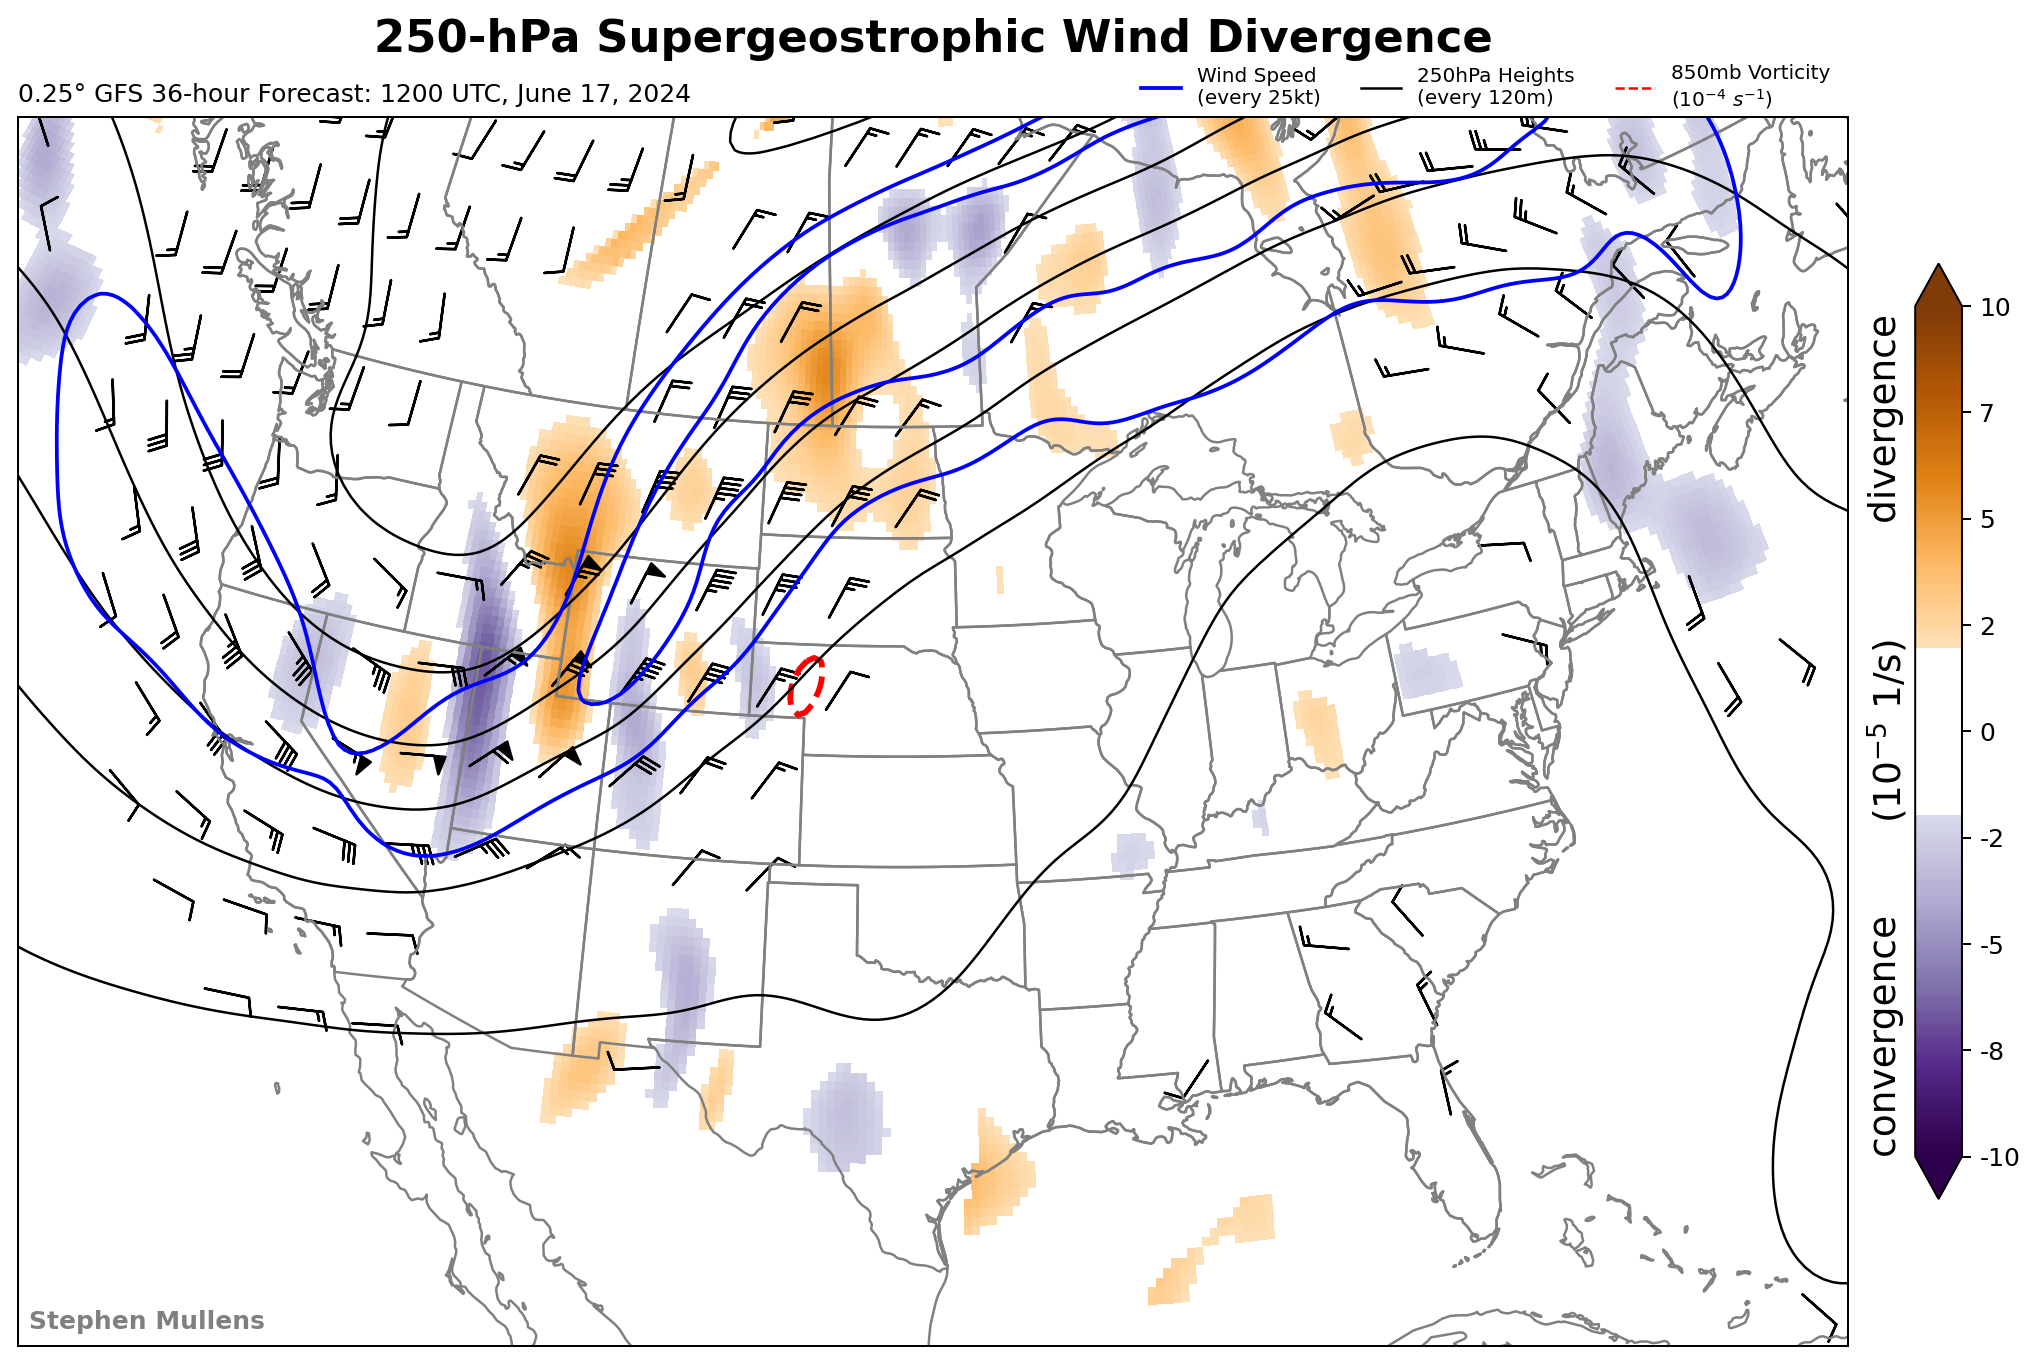 250-hPa Supergeostrophic Wind Divergence
0.25° GFS 36-hour Forecast: 1200 UTC, June 17, 2024
Wind Speed
(every 25kt)
250hPa Heights
(every 120m)
850mb Vorticity
(10⁻⁴ s⁻¹)
10
7
5
2
0
-2
-5
-8
-10
convergence (10⁻⁵ 1/s) divergence
Stephen Mullens